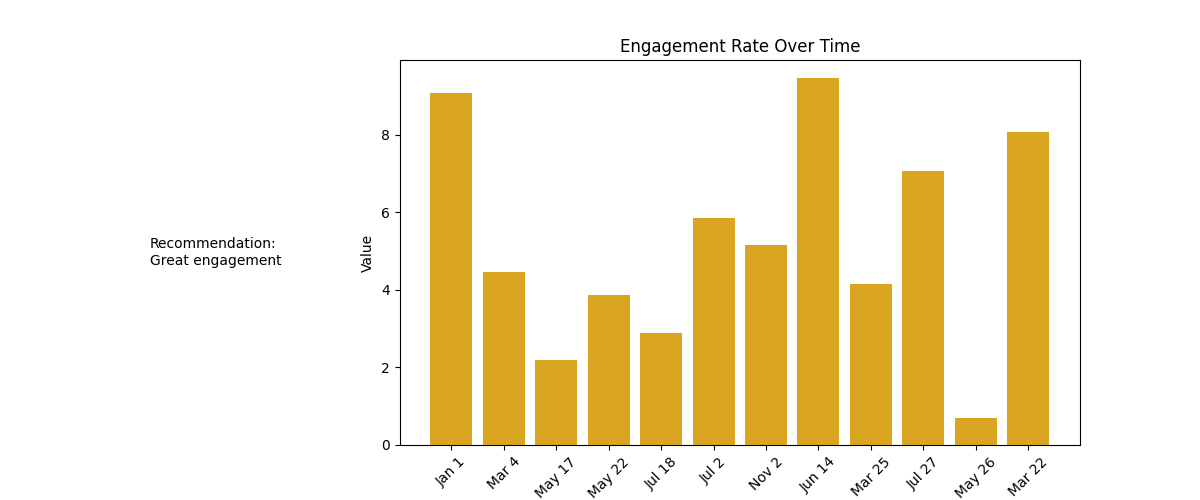 Engagement Rate Over Time
Recommendation:
Great engagement
Value
8
6
4
2
0
Jan 1
Mar 4
May 17
May 22
Jul 18
Jul 2
Nov 2
Jun 14
Mar 25
Jul 27
May 26
Mar 22